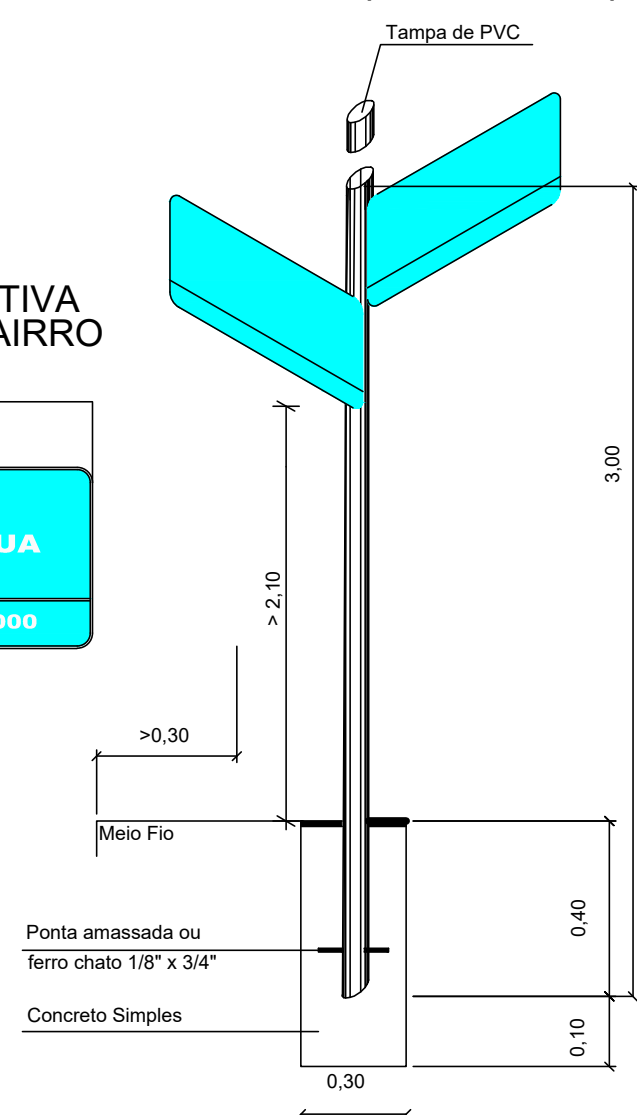 Tampa de PVC
TIVA
AIRRO
UA
000
3,00
> 2,10
>0,30
Meio Fio
Ponta amassada ou
ferro chato 1/8" x 3/4"
Concreto Simples
0,40
0,10
0,30